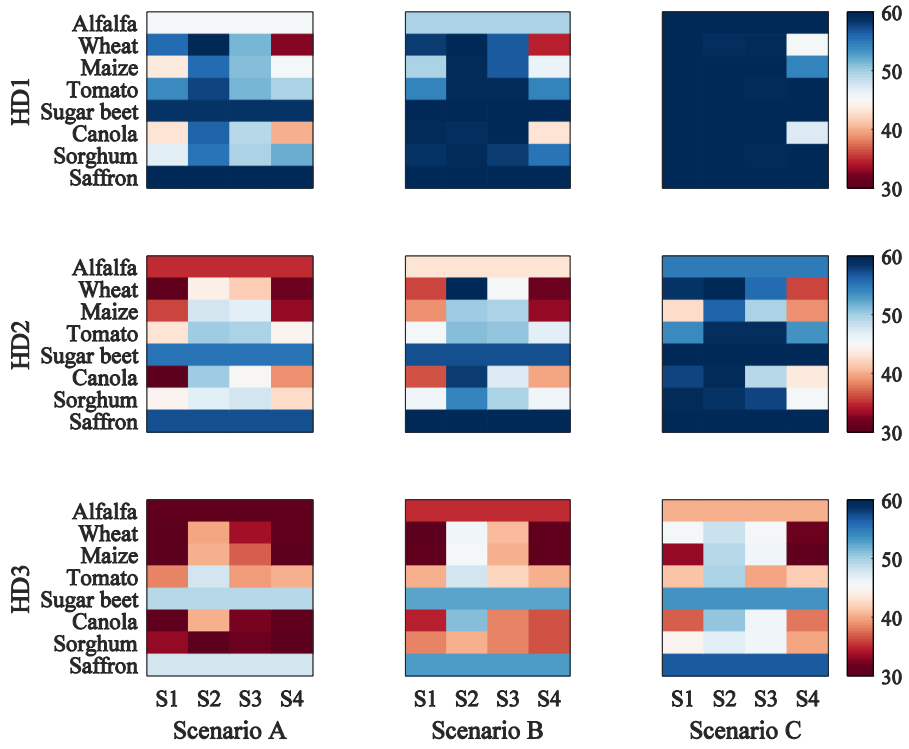 HD1
Alfalfa
Wheat
Maize
Tomato
Sugar beet
Canola
Sorghum
Saffron
60
50
40
30
HD2
Alfalfa
Wheat
Maize
Tomato
Sugar beet
Canola
Sorghum
Saffron
60
50
40
30
HD3
Alfalfa
Wheat
Maize
Tomato
Sugar beet
Canola
Sorghum
Saffron
60
50
40
30
S1 S2 S3 S4 S1 S2 S3 S4 S1 S2 S3 S4
Scenario A Scenario B Scenario C